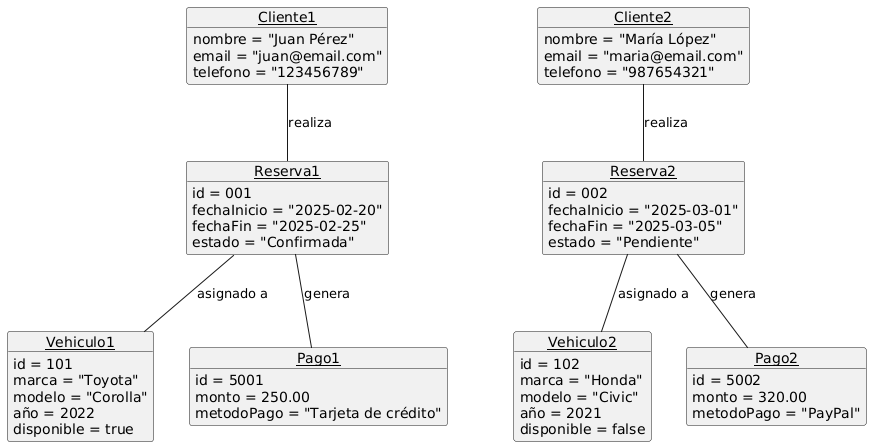 Cliente1
nombre = "Juan Pérez"
email = "juan@email.com"
telefono = "123456789"
Cliente2
nombre = "María López"
email = "maria@email.com"
telefono = "987654321"
realiza
realiza
Reserva1
id = 001
fechaInicio = "2025-02-20"
fechaFin = "2025-02-25"
estado = "Confirmada"
Reserva2
id = 002
fechaInicio = "2025-03-01"
fechaFin = "2025-03-05"
estado = "Pendiente"
asignado a
genera
asignado a
genera
Vehiculo1
id = 101
marca = "Toyota"
modelo = "Corolla"
año = 2022
disponible = true
Pago1
id = 5001
monto = 250.00
metodoPago = "Tarjeta de crédito"
Vehiculo2
id = 102
marca = "Honda"
modelo = "Civic"
año = 2021
disponible = false
Pago2
id = 5002
monto = 320.00
metodoPago = "PayPal"